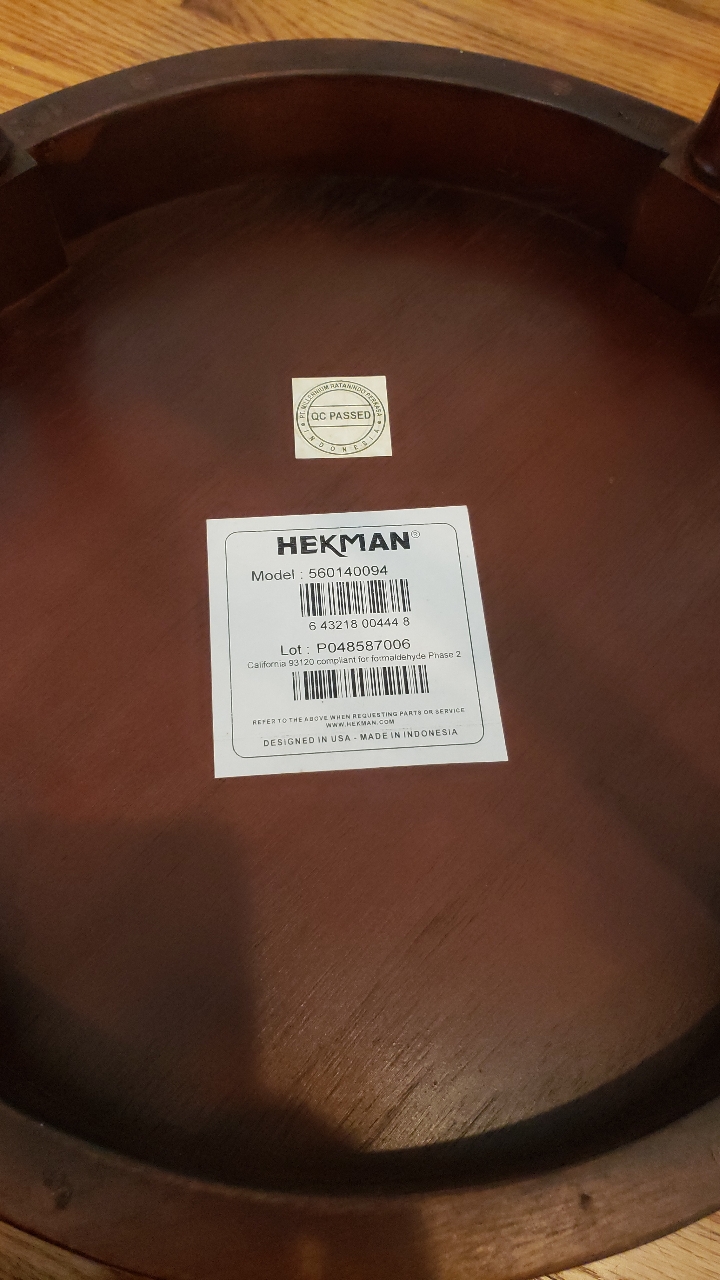 PT. MILLENNIUM RATANINDO PERKASA
QC PASSED
INDONESIA
HEKMAN®
Model : 560140094
6 43218 00444 8
Lot : P048587006
California 93120 compliant for formaldehyde Phase 2
REFER TO THE ABOVE WHEN REQUESTING PARTS OR SERVICE
WWW.HEKMAN.COM
DESIGNED IN USA - MADE IN INDONESIA